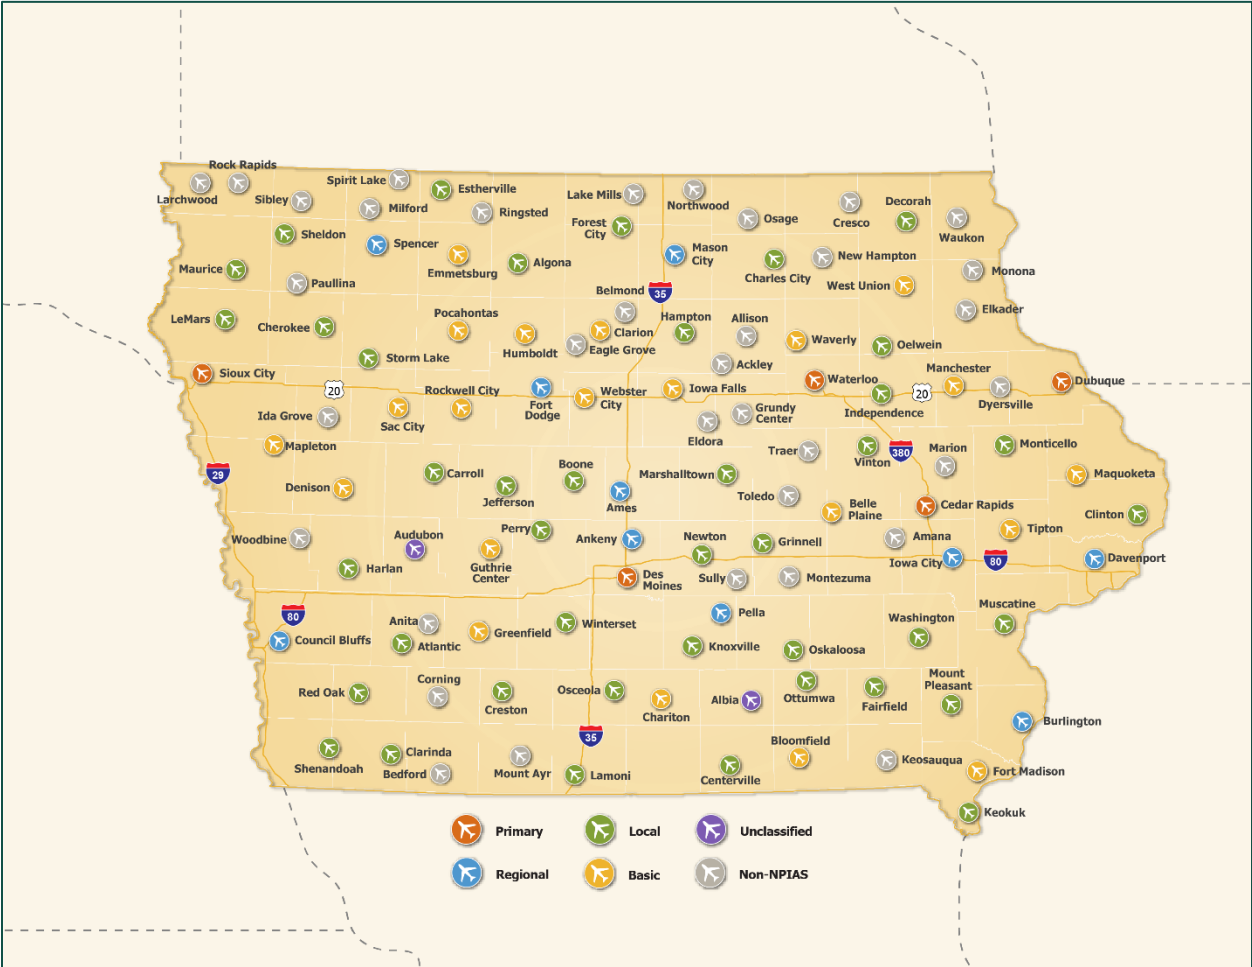 Rock Rapids
Larchwood
Sibley
Spirit Lake
Milford
Estherville
Ringsted
Lake Mills
Northwood
Osage
Cresco
Decorah
Waukon
Sheldon
Spencer
Emmetsburg
Algona
Forest
City
Mason
City
Charles City
New Hampton
West Union
Monona
Maurice
Paullina
Belmond
35
Elkader
LeMars
Cherokee
Pocahontas
Humboldt
Clarion
Eagle Grove
Hampton
Allison
Waverly
Oelwein
Storm Lake
Ackley
Manchester
Sioux City
20
Rockwell City
Fort
Dodge
Webster
City
Iowa Falls
Waterloo
Independence
20
Dyersville
Dubuque
Ida Grove
Sac City
Eldora
Grundy
Center
Mapleton
Traer
Vinton
380
Marion
Monticello
29
Denison
Carroll
Jefferson
Boone
Ames
Marshalltown
Toledo
Belle
Plaine
Cedar Rapids
Maquoketa
Clinton
Woodbine
Audubon
Perry
Ankeny
Newton
Grinnell
Amana
Tipton
Harlan
Guthrie
Center
Des
Moines
Sully
Montezuma
Iowa City
80
Davenport
80
Council Bluffs
Anita
Atlantic
Greenfield
Winterset
Pella
Knoxville
Oskaloosa
Washington
Muscatine
Red Oak
Corning
Creston
Osceola
Chariton
Albia
Ottumwa
Fairfield
Mount
Pleasant
Burlington
35
Shenandoah
Clarinda
Bedford
Mount Ayr
Lamoni
Centerville
Bloomfield
Keosauqua
Fort Madison
Keokuk
Primary
Local
Unclassified
Regional
Basic
Non-NPIAS